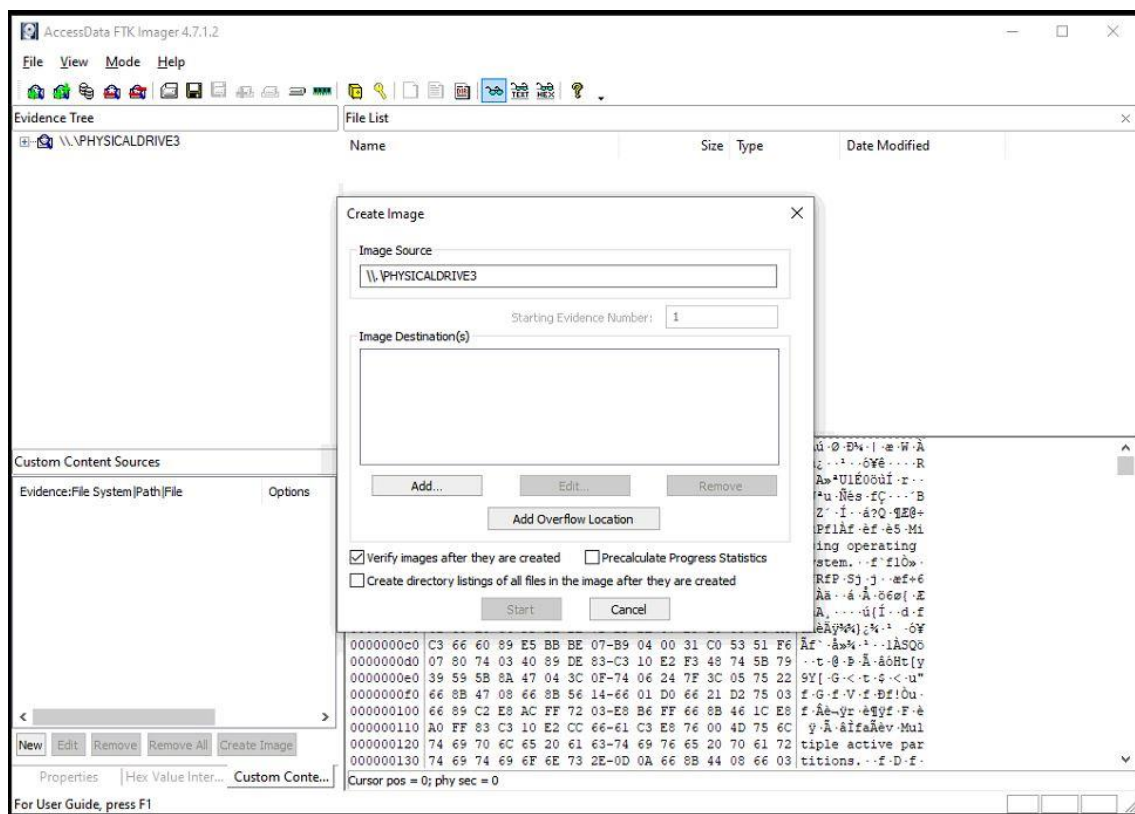 AccessData FTK Imager 4.7.1.2
File View Mode Help
Evidence Tree
\\.\PHYSICALDRIVE3
File List
Name Size Type Date Modified
Create Image
Image Source
\\.\PHYSICALDRIVE3
Starting Evidence Number: 1
Image Destination(s)
Add... Edit... Remove
Add Overflow Location
Verify images after they are created Precalculate Progress Statistics
Create directory listings of all files in the image after they are created
Start Cancel
Custom Content Sources
Evidence:File System|Path|File Options
New Edit Remove Remove All Create Image
Properties Hex Value Inter... Custom Conte...
ing operating
0000000c0 C3 66 60 89 E5 BB BE 07-B9 04 00 31 C0 53 51 F6
0000000d0 07 80 74 03 40 89 DE 83-C3 10 E2 F3 48 74 5B 79
0000000e0 39 59 5B 8A 47 04 3C 0F-74 06 24 7F 3C 05 75 22
0000000f0 66 8B 47 08 66 8B 56 14-66 01 D0 66 21 D2 75 03
000000100 66 89 C2 E8 AC FF 72 03-E8 B6 FF 66 8B 46 1C E8
000000110 A0 FF 83 C3 10 E2 CC 66-61 C3 E8 76 00 4D 75 6C
000000120 74 69 70 6C 65 20 61 63-74 69 76 65 20 70 61 72 tiple active par
000000130 74 69 74 69 6F 6E 73 2E-0D 0A 66 8B 44 08 66 03 titions.··f·D·f·
Cursor pos = 0; phy sec = 0
For User Guide, press F1